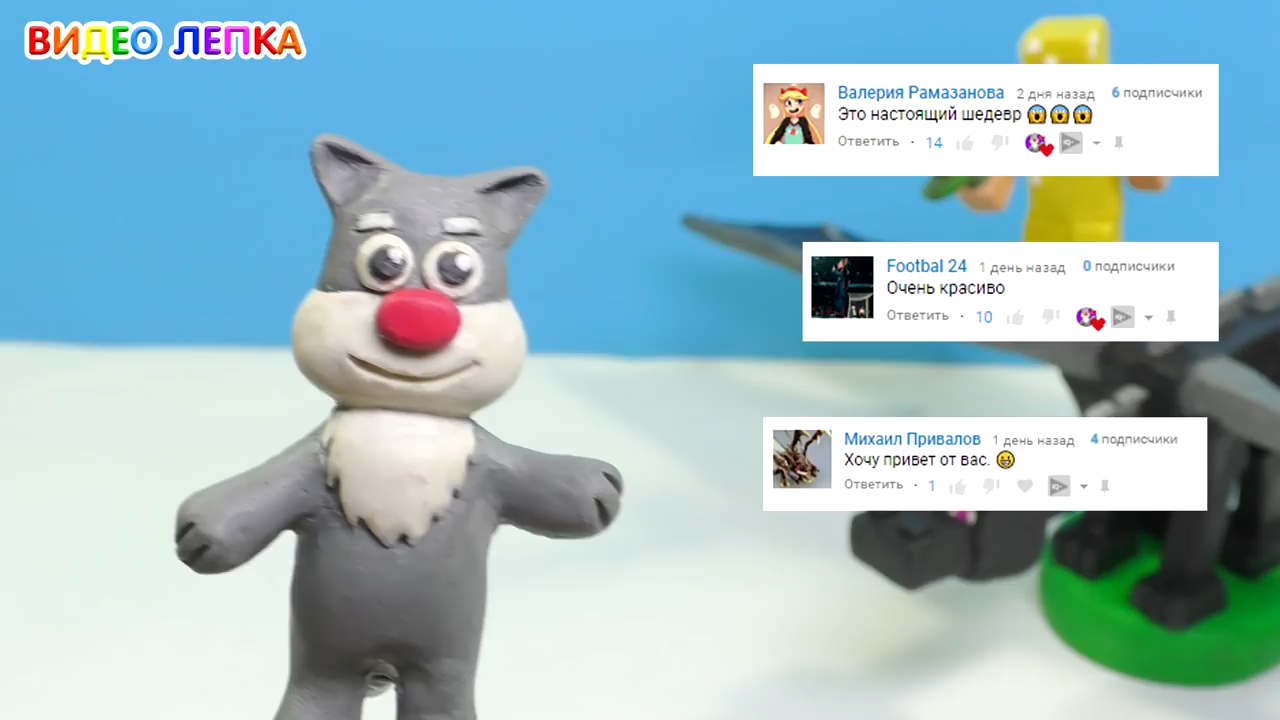 ВИДЕО ЛЕПКА
Валерия Рамазанова 2 дня назад 6 подписчики
Это настоящий шедевр 😱😱😱
Ответить · 14
Footbal 24 1 день назад 0 подписчики
Очень красиво
Ответить · 10
Михаил Привалов 1 день назад 4 подписчики
Хочу привет от вас. 😀
Ответить · 1